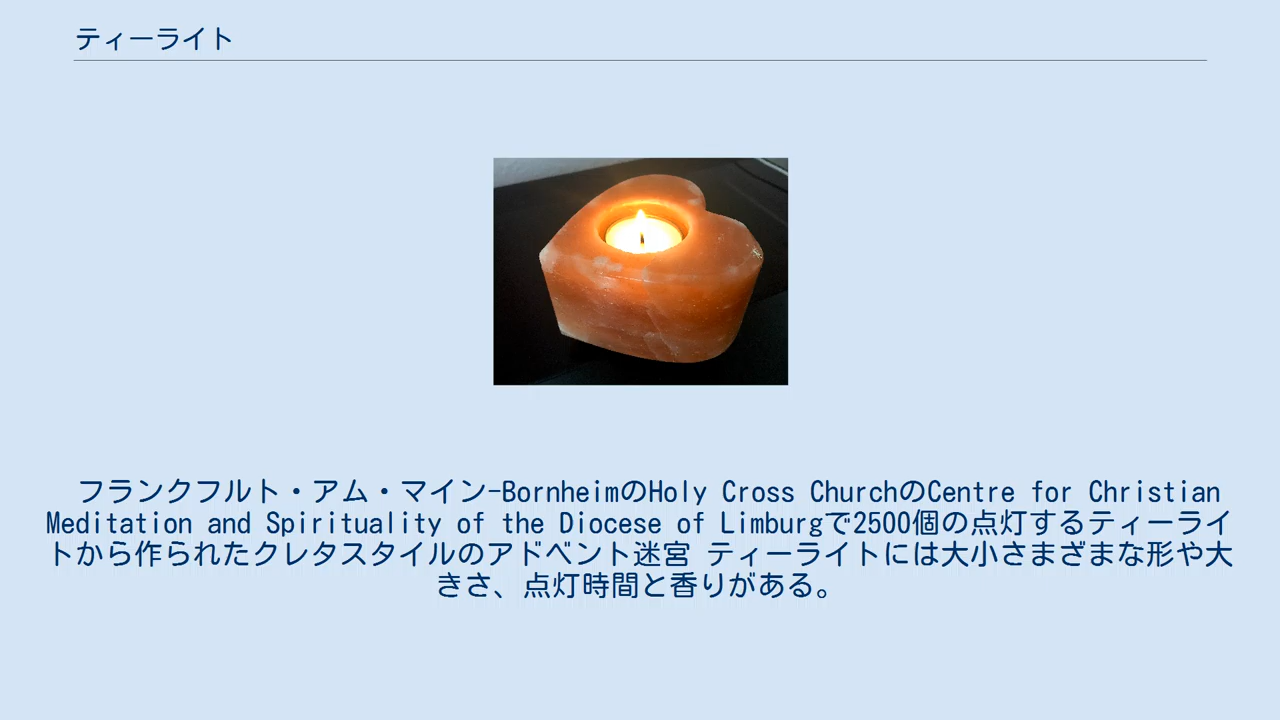 ティーライト
フランクフルト・アム・マイン-BornheimのHoly Cross ChurchのCentre for Christian
Meditation and Spirituality of the Diocese of Limburgで2500個の点灯するティーライ
トから作られたクレタスタイルのアドベント迷宮 ティーライトには大小さまざまな形や大
きさ、点灯時間と香りがある。